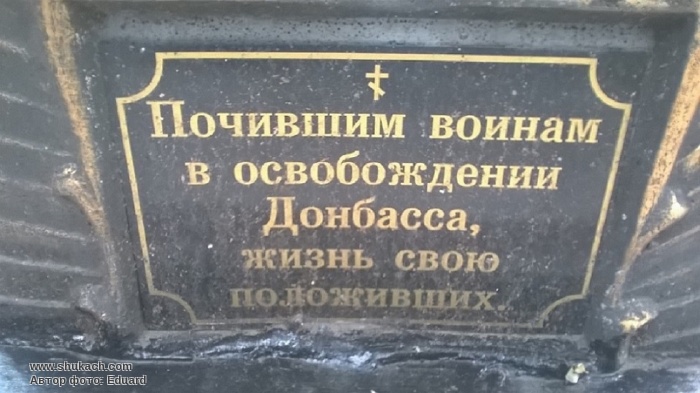 Почившим воинам
в освобождении
Донбасса,
жизнь свою
положивших.
www.shukach.com
Автор фото: Eduard